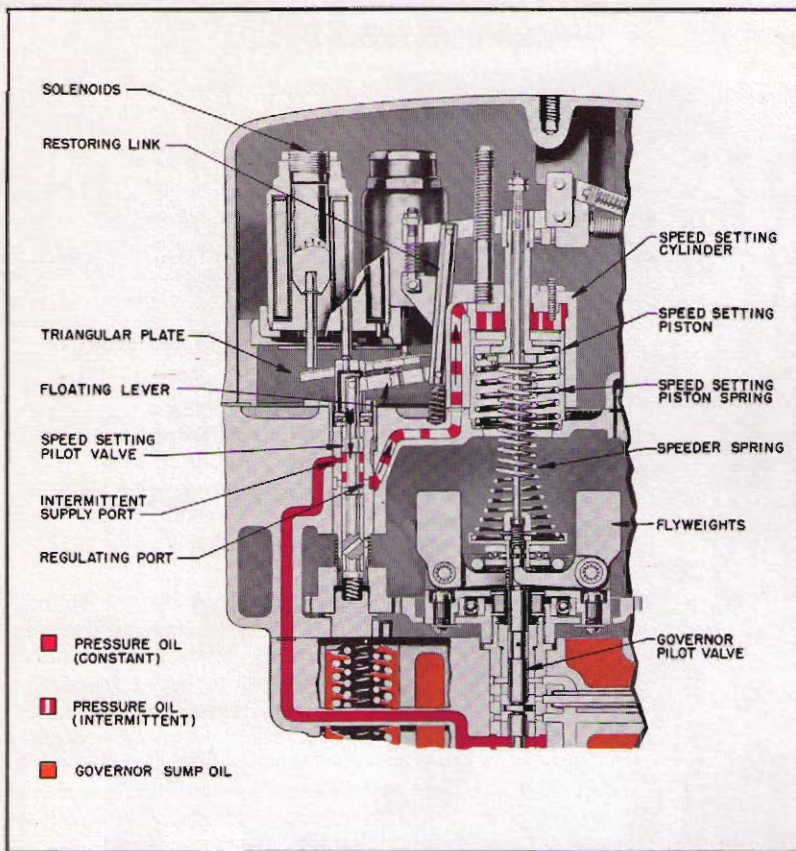 SOLENOIDS
RESTORING LINK
TRIANGULAR PLATE
FLOATING LEVER
SPEED SETTING
PILOT VALVE
INTERMITTENT
SUPPLY PORT
REGULATING PORT
SPEED SETTING
CYLINDER
SPEED SETTING
PISTON
SPEED SETTING
PISTON SPRING
SPEEDER SPRING
FLYWEIGHTS
GOVERNOR
PILOT VALVE
PRESSURE OIL
(CONSTANT)
PRESSURE OIL
(INTERMITTENT)
GOVERNOR SUMP OIL